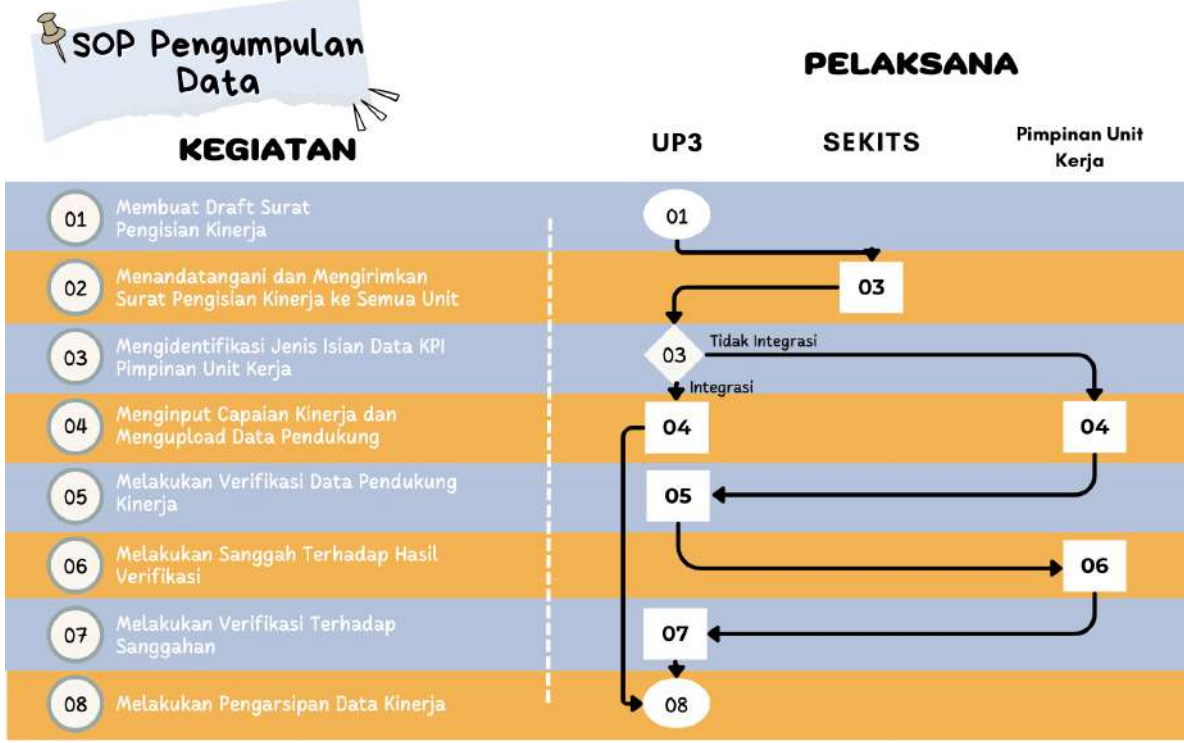 SOP Pengumpulan
Data
PELAKSANA
KEGIATAN
UP3
SEKITS
Pimpinan Unit
Kerja
01
Membuat Draft Surat
Pengisian Kinerja
01
02
Menandatangani dan Mengirimkan
Surat Pengisian Kinerja ke Semua Unit
03
03
Mengidentifikasi Jenis Isian Data KPI
Pimpinan Unit Kerja
03
Tidak Integrasi
Integrasi
04
Menginput Capaian Kinerja dan
Mengupload Data Pendukung
04
04
05
Melakukan Verifikasi Data Pendukung
Kinerja
05
06
Melakukan Sanggah Terhadap Hasil
Verifikasi
06
07
Melakukan Verifikasi Terhadap
Sanggahan
07
08
Melakukan Pengarsipan Data Kinerja
08